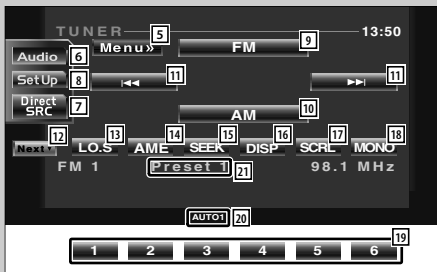 TUNER 13:50
5 9
Menu» FM
Audio 6
SetUp 8 |◀◀ 11 ▶▶| 11
Direct SRC 7
10
AM
12 13 14 15 16 17 18
Next▼ LO.S AME SEEK DISP SCRL MONO
FM 1 Preset 1 21 98.1 MHz
AUTO1 20
19
1 2 3 4 5 6